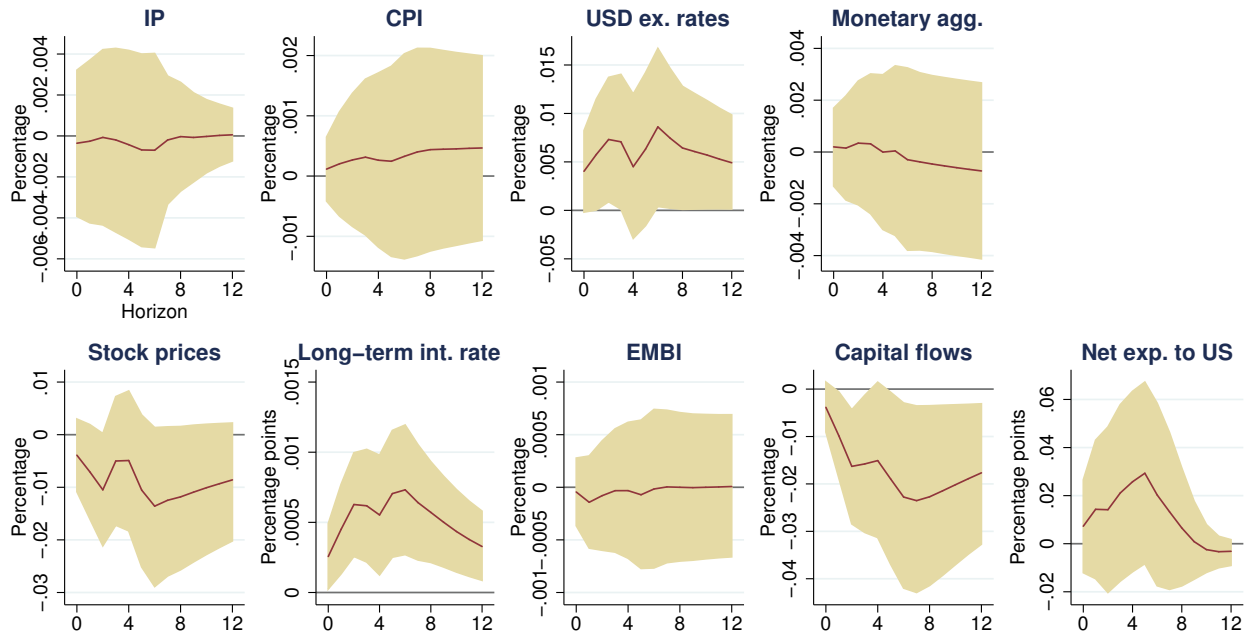 IP
Percentage
.004
.002
0
−.002
−.004
−.006
0 4 8 12
Horizon
CPI
Percentage
.002
.001
0
−.001
0 4 8 12
USD ex. rates
Percentage
.015
.01
.005
0
−.005
0 4 8 12
Monetary agg.
Percentage
.004
.002
0
−.002
−.004
0 4 8 12
Stock prices
Percentage
.01
0
−.01
−.02
−.03
0 4 8 12
Long−term int. rate
Percentage points
.0015
.001
.0005
0
0 4 8 12
EMBI
Percentage
.001
.0005
0
−.0005
−.001
0 4 8 12
Capital flows
Percentage
0
−.01
−.02
−.03
−.04
0 4 8 12
Net exp. to US
Percentage points
.06
.04
.02
0
−.02
0 4 8 12